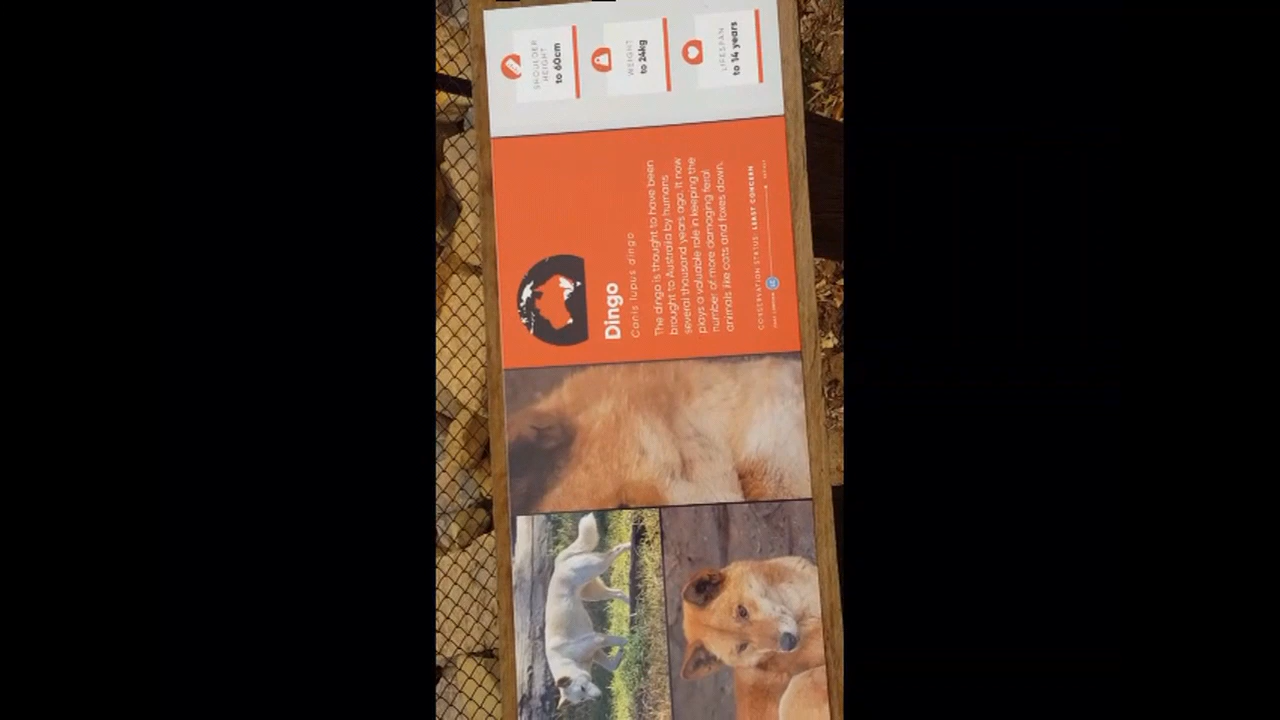 Dingo
Canis lupus dingo
The dingo is thought to have been
brought to Australia by humans
several thousand years ago. It now
plays a valuable role in keeping the
number of more damaging feral
animals like cats and foxes down.
CONSERVATION STATUS: LEAST CONCERN
SHOULDER
HEIGHT
to 60cm
WEIGHT
to 24kg
LIFESPAN
to 14 years